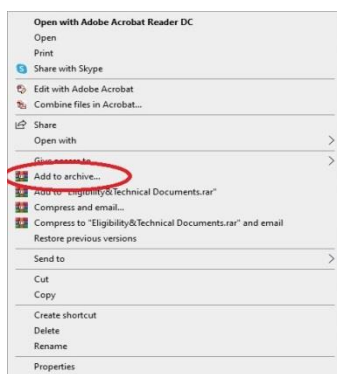 Open with Adobe Acrobat Reader DC
Open
Print
Share with Skype
Edit with Adobe Acrobat
Combine files in Acrobat...
Share
Open with
Give access to
Add to archive...
Add to "Eligibility&Technical Documents.rar"
Compress and email...
Compress to "Eligibility&Technical Documents.rar" and email
Restore previous versions
Send to
Cut
Copy
Create shortcut
Delete
Rename
Properties